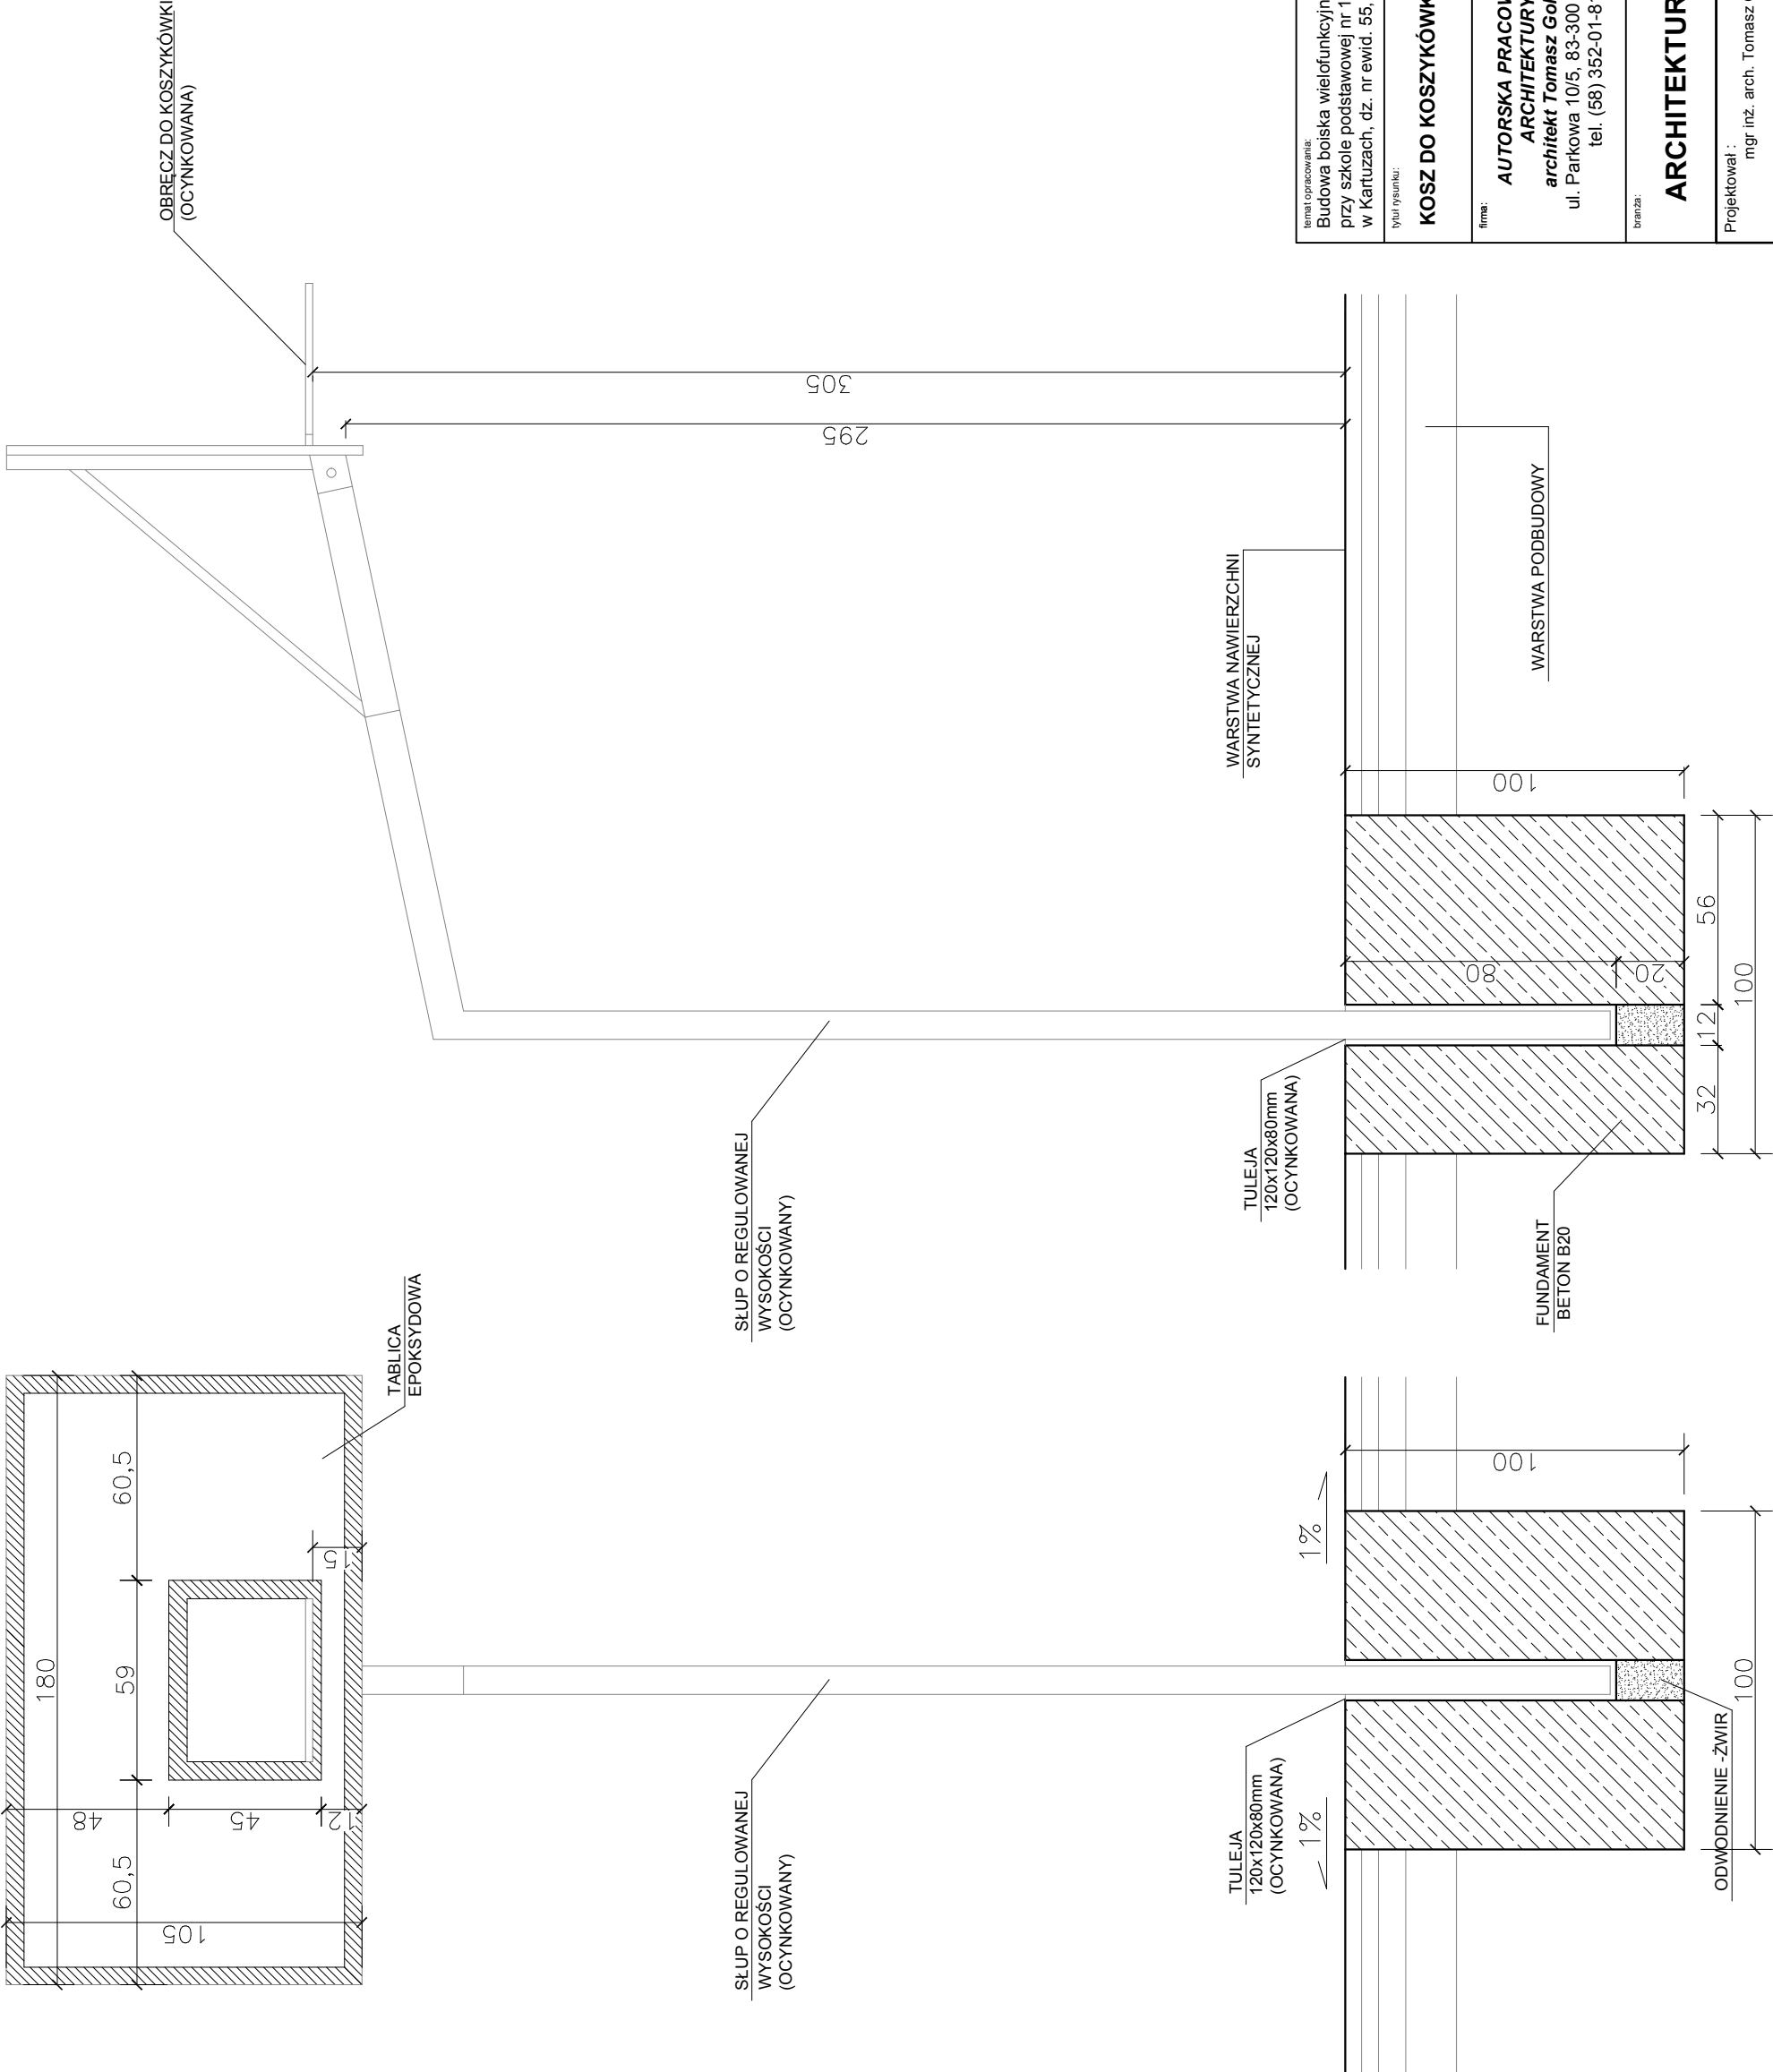 OBRĘCZ DO KOSZYKÓWKI
(OCYNKOWANA)
305
295
180
60,5
59
60,5
15
48
45
12
105
TABLICA
EPOKSYDOWA
SŁUP O REGULOWANEJ
WYSOKOŚCI
(OCYNKOWANY)
SŁUP O REGULOWANEJ
WYSOKOŚCI
(OCYNKOWANY)
WARSTWA NAWIERZCHNI
SYNTETYCZNEJ
WARSTWA PODBUDOWY
TULEJA
120x120x80mm
(OCYNKOWANA)
TULEJA
120x120x80mm
(OCYNKOWANA)
1%
1%
100
100
80
20
56
12
32
100
100
FUNDAMENT
BETON B20
ODWODNIENIE -ŻWIR
temat opracowania:
Budowa boiska wielofunkcyjn
przy szkole podstawowej nr 1
w Kartuzach, dz. nr ewid. 55,
tytuł rysunku:
KOSZ DO KOSZYKÓWK
firma:
AUTORSKA PRACOW
ARCHITEKTURY
architekt Tomasz Gol
ul. Parkowa 10/5, 83-300
tel. (58) 352-01-8
branża:
ARCHITEKTUR
Projektował :
mgr inż. arch. Tomasz